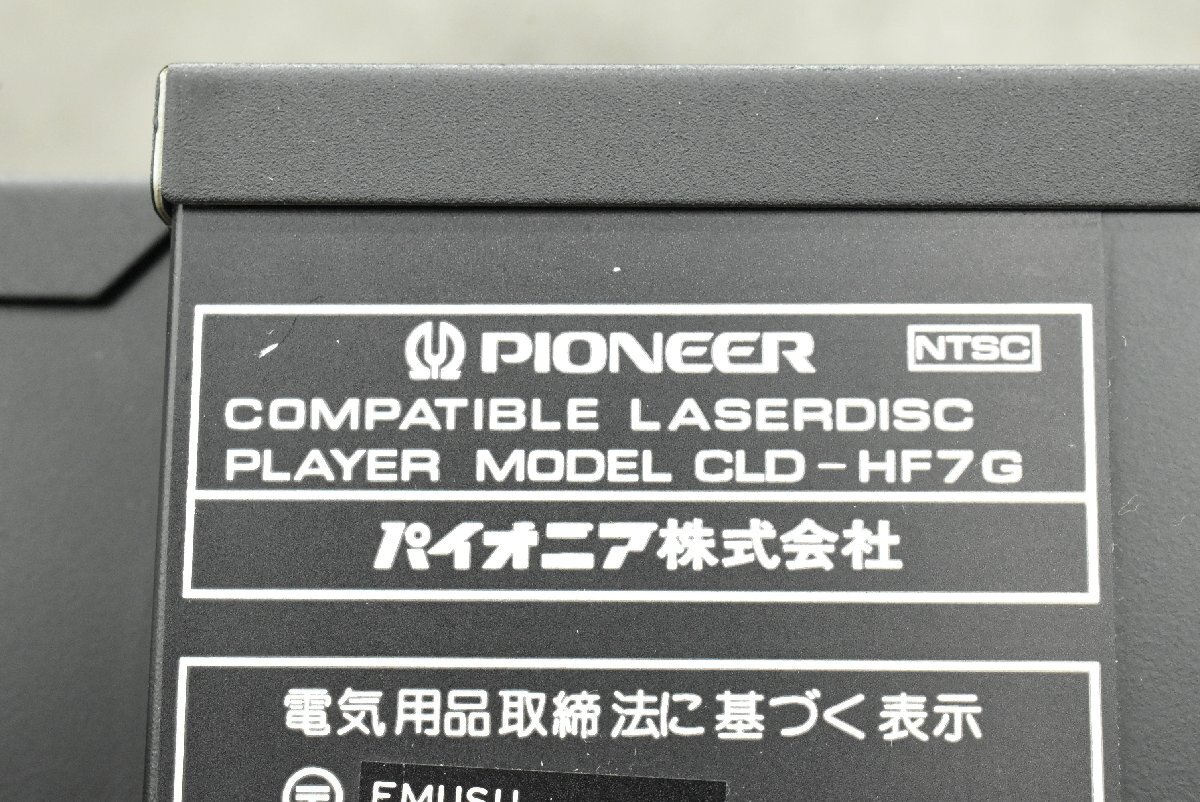 PIONEER NTSC
COMPATIBLE LASERDISC
PLAYER MODEL CLD-HF7G
パイオニア株式会社
電気用品取締法に基づく表示
〒 EMUSU